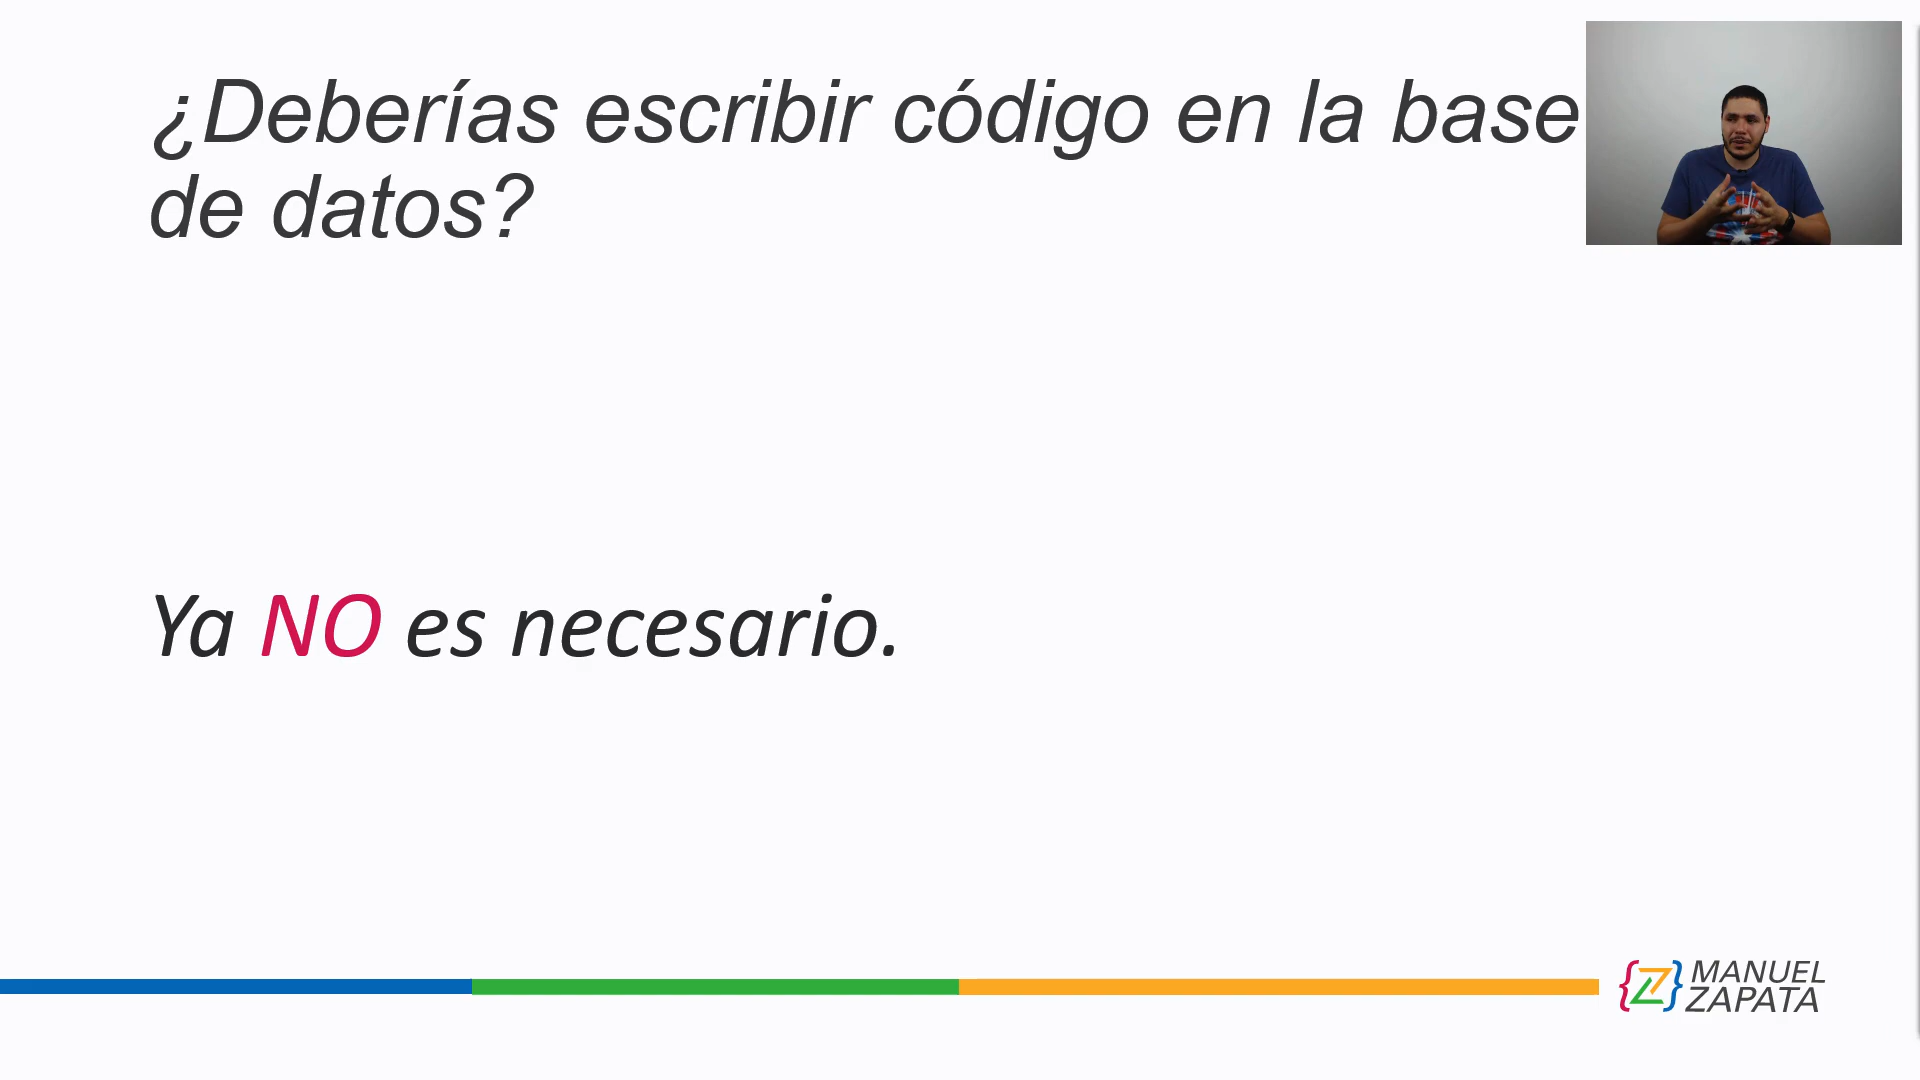 ¿Deberías escribir código en la base
de datos?
Ya NO es necesario.
{Z} MANUEL
ZAPATA